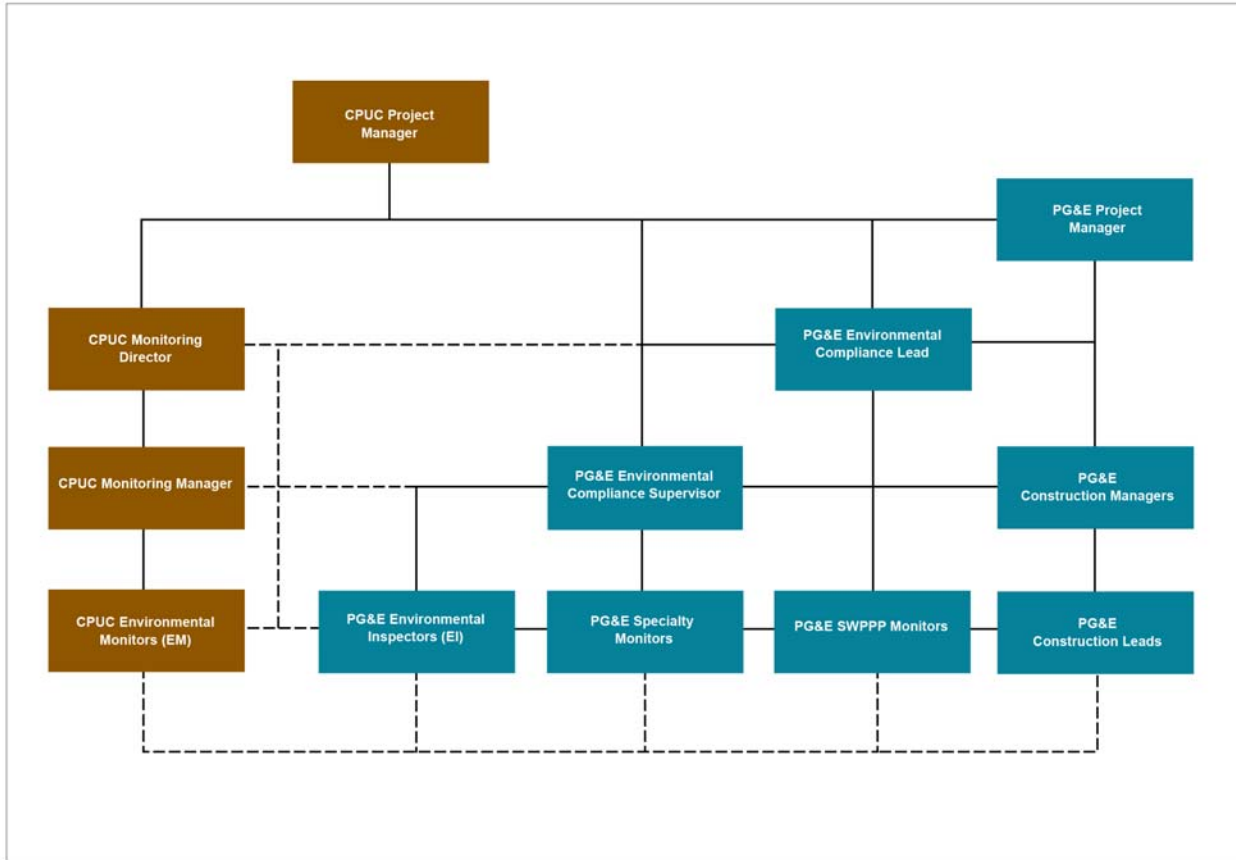 CPUC Project
Manager
PG&E Project
Manager
CPUC Monitoring
Director
PG&E Environmental
Compliance Lead
CPUC Monitoring Manager
PG&E Environmental
Compliance Supervisor
PG&E
Construction Managers
CPUC Environmental
Monitors (EM)
PG&E Environmental
Inspectors (EI)
PG&E Specialty
Monitors
PG&E SWPPP Monitors
PG&E
Construction Leads